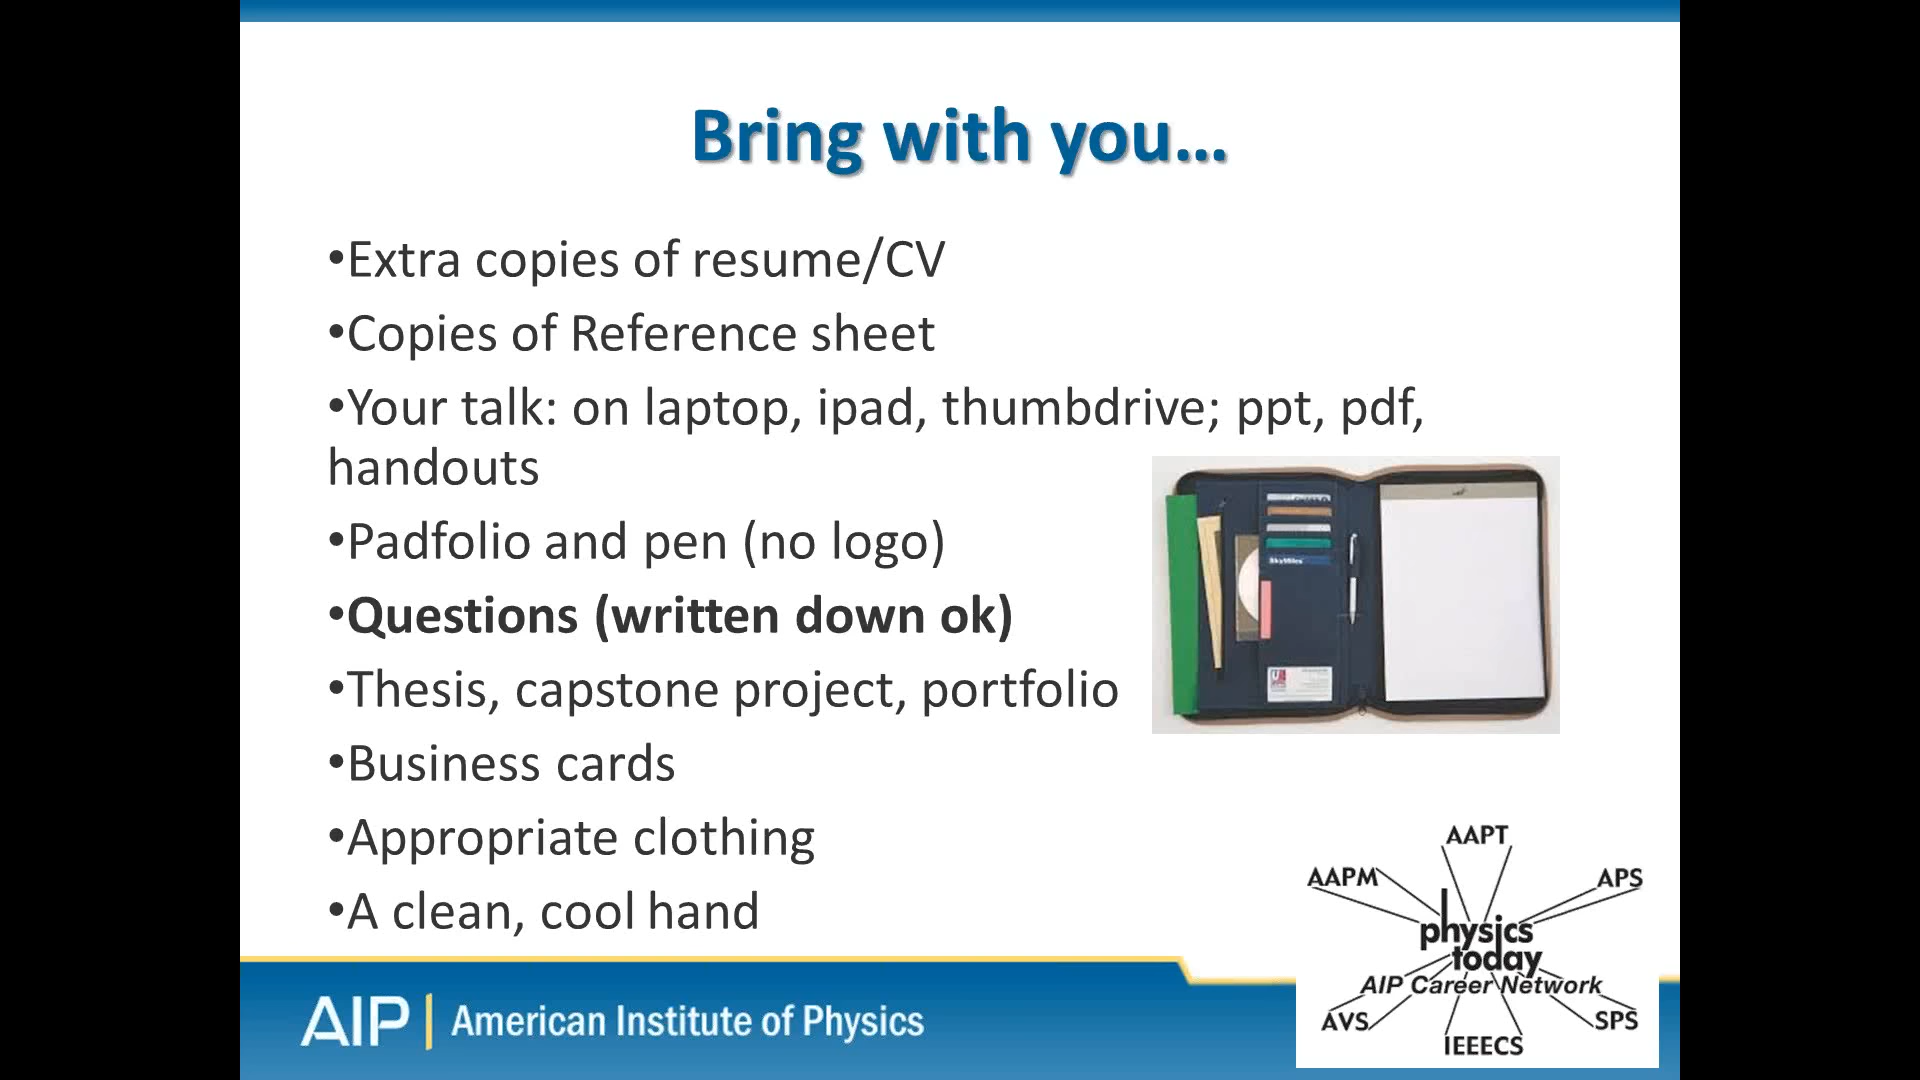 Bring with you…
•Extra copies of resume/CV
•Copies of Reference sheet
•Your talk: on laptop, ipad, thumbdrive; ppt, pdf,
handouts
•Padfolio and pen (no logo)
•Questions (written down ok)
•Thesis, capstone project, portfolio
•Business cards
•Appropriate clothing
•A clean, cool hand
SkyMiles
AAPT
AAPM
APS
physics
today
AIP Career Network
AVS
SPS
IEEECS
AIP | American Institute of Physics